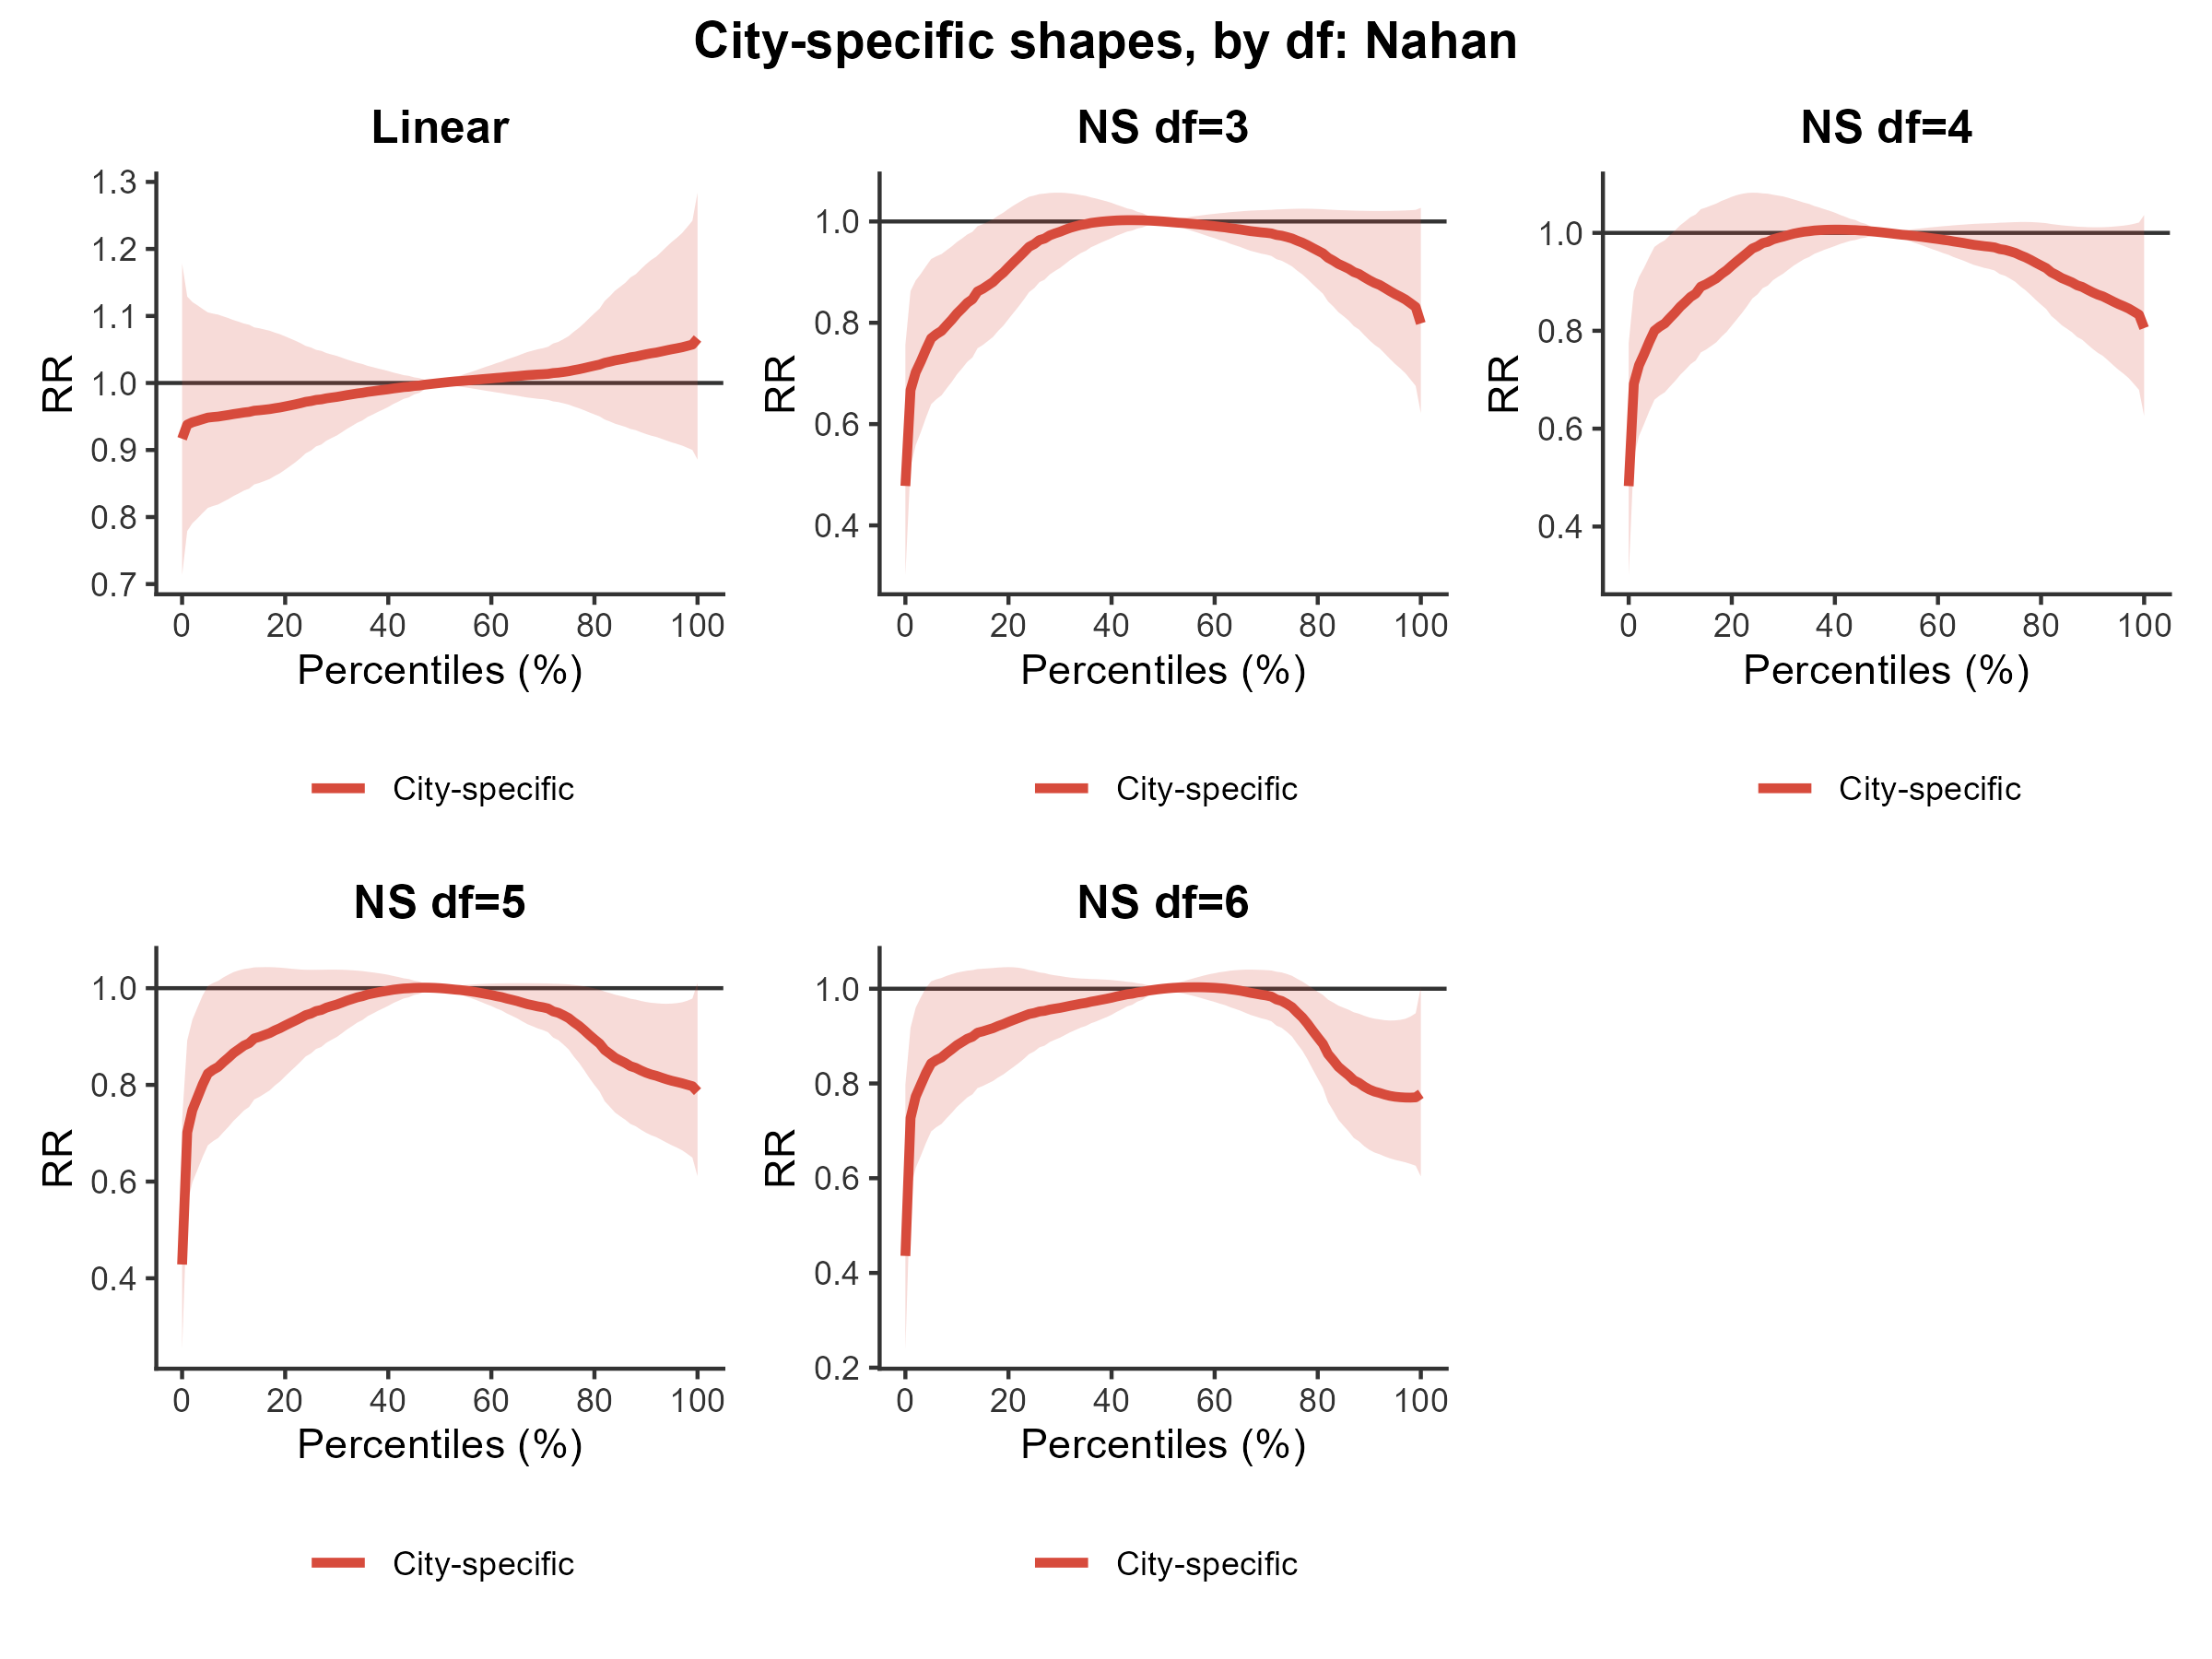 City-specific shapes, by df: Nahan
Linear
1.3
1.2
1.1
1.0
0.9
0.8
0.7
RR
0 20 40 60 80 100
Percentiles (%)
City-specific
NS df=3
1.0
0.8
0.6
0.4
RR
0 20 40 60 80 100
Percentiles (%)
City-specific
NS df=4
1.0
0.8
0.6
0.4
RR
0 20 40 60 80 100
Percentiles (%)
City-specific
NS df=5
1.0
0.8
0.6
0.4
RR
0 20 40 60 80 100
Percentiles (%)
City-specific
NS df=6
1.0
0.8
0.6
0.4
0.2
RR
0 20 40 60 80 100
Percentiles (%)
City-specific